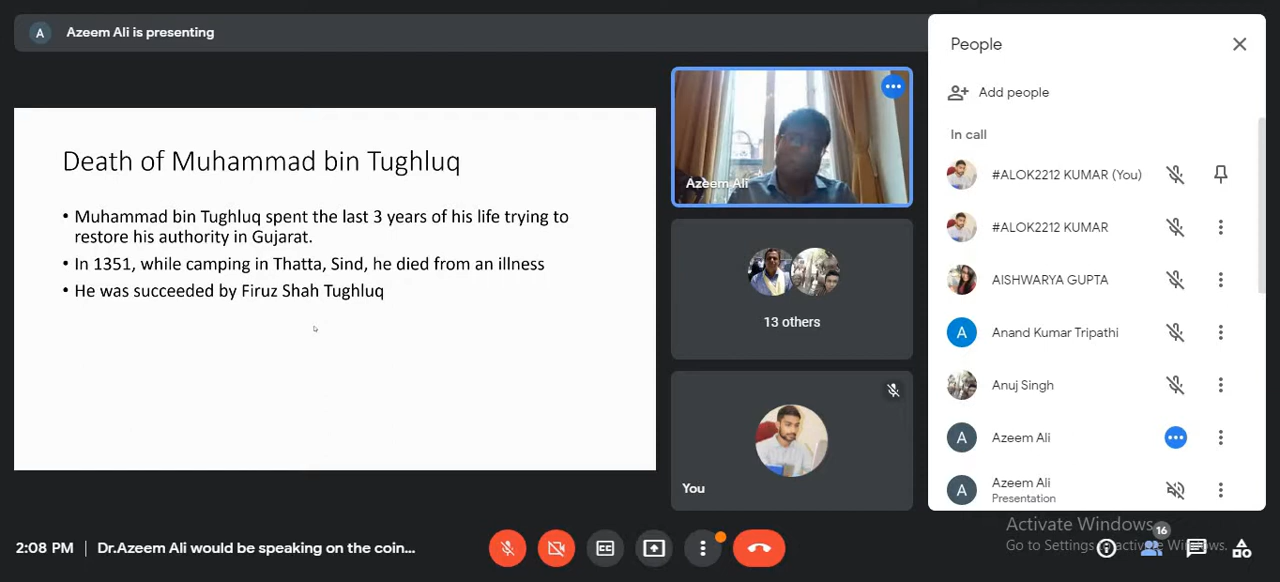 A
Azeem Ali is presenting
Death of Muhammad bin Tughluq
• Muhammad bin Tughluq spent the last 3 years of his life trying to
restore his authority in Gujarat.
• In 1351, while camping in Thatta, Sind, he died from an illness
• He was succeeded by Firuz Shah Tughluq
Azeem Ali
13 others
You
People
Add people
In call
#ALOK2212 KUMAR (You)
#ALOK2212 KUMAR
AISHWARYA GUPTA
A
Anand Kumar Tripathi
Anuj Singh
A
Azeem Ali
A
Azeem Ali
Presentation
Activate Windows
Go to Settings to activate Windows.
16
2:08 PM | Dr.Azeem Ali would be speaking on the coin...
CC